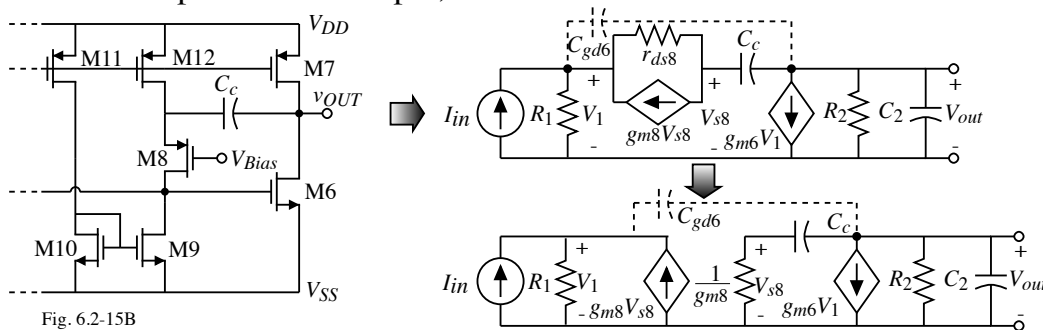 V_DD
M11
M12
M7
C_c
v_OUT
M8
V_Bias
M6
M10
M9
V_SS
Fig. 6.2-15B
C_gd6
r_ds8
C_c
I_in
R_1
+
V_1
-
g_m8V_s8
+
V_s8
-
g_m6V_1
R_2
C_2
+
V_out
-
C_gd6
C_c
I_in
R_1
+
V_1
-
g_m8V_s8
1
g_m8
+
V_s8
-
g_m6V_1
R_2
C_2
+
V_out
-